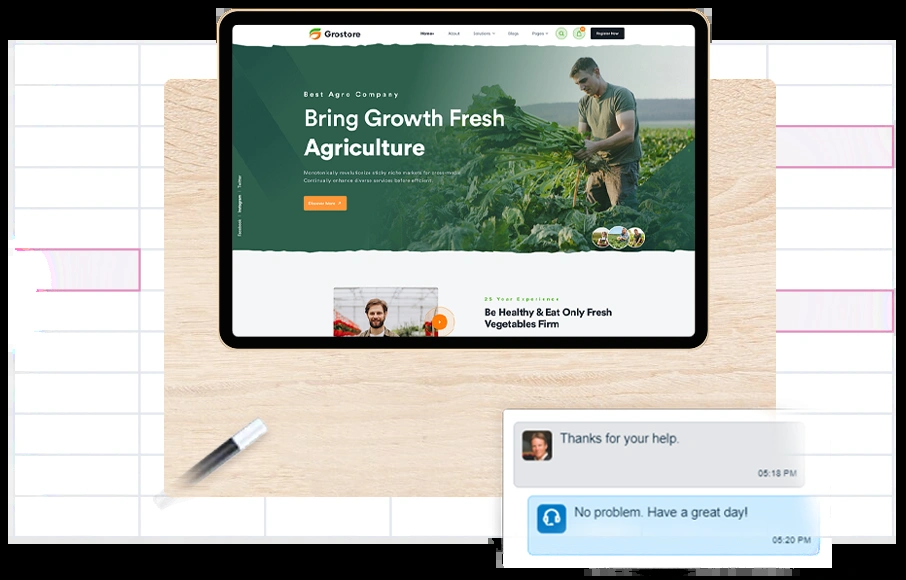 Grostore
Home About Solutions Blogs Pages Register Now
Best Agro Company
Bring Growth Fresh
Agriculture
Monotonically revolutionize sticky niche markets for cross-media
Continually enhance diverse services before efficient.
Discover More
Facebook Instagram Twitter
25 Year Experience
Be Healthy & Eat Only Fresh
Vegetables Firm
Thanks for your help.
05:18 PM
No problem. Have a great day!
05:20 PM